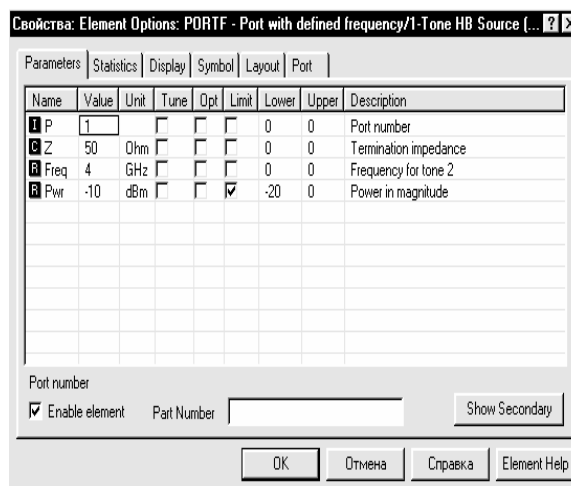 Свойства: Element Options: PORTF - Port with defined frequency/1-Tone HB Source (... ? X
Parameters Statistics Display Symbol Layout Port
Name Value Unit Tune Opt Limit Lower Upper Description
I P 1 0 0 Port number
C Z 50 Ohm 0 0 Termination impedance
R Freq 4 GHz 0 0 Frequency for tone 2
R Pwr -10 dBm -20 0 Power in magnitude
Port number
Enable element Part Number Show Secondary
OK Отмена Справка Element Help